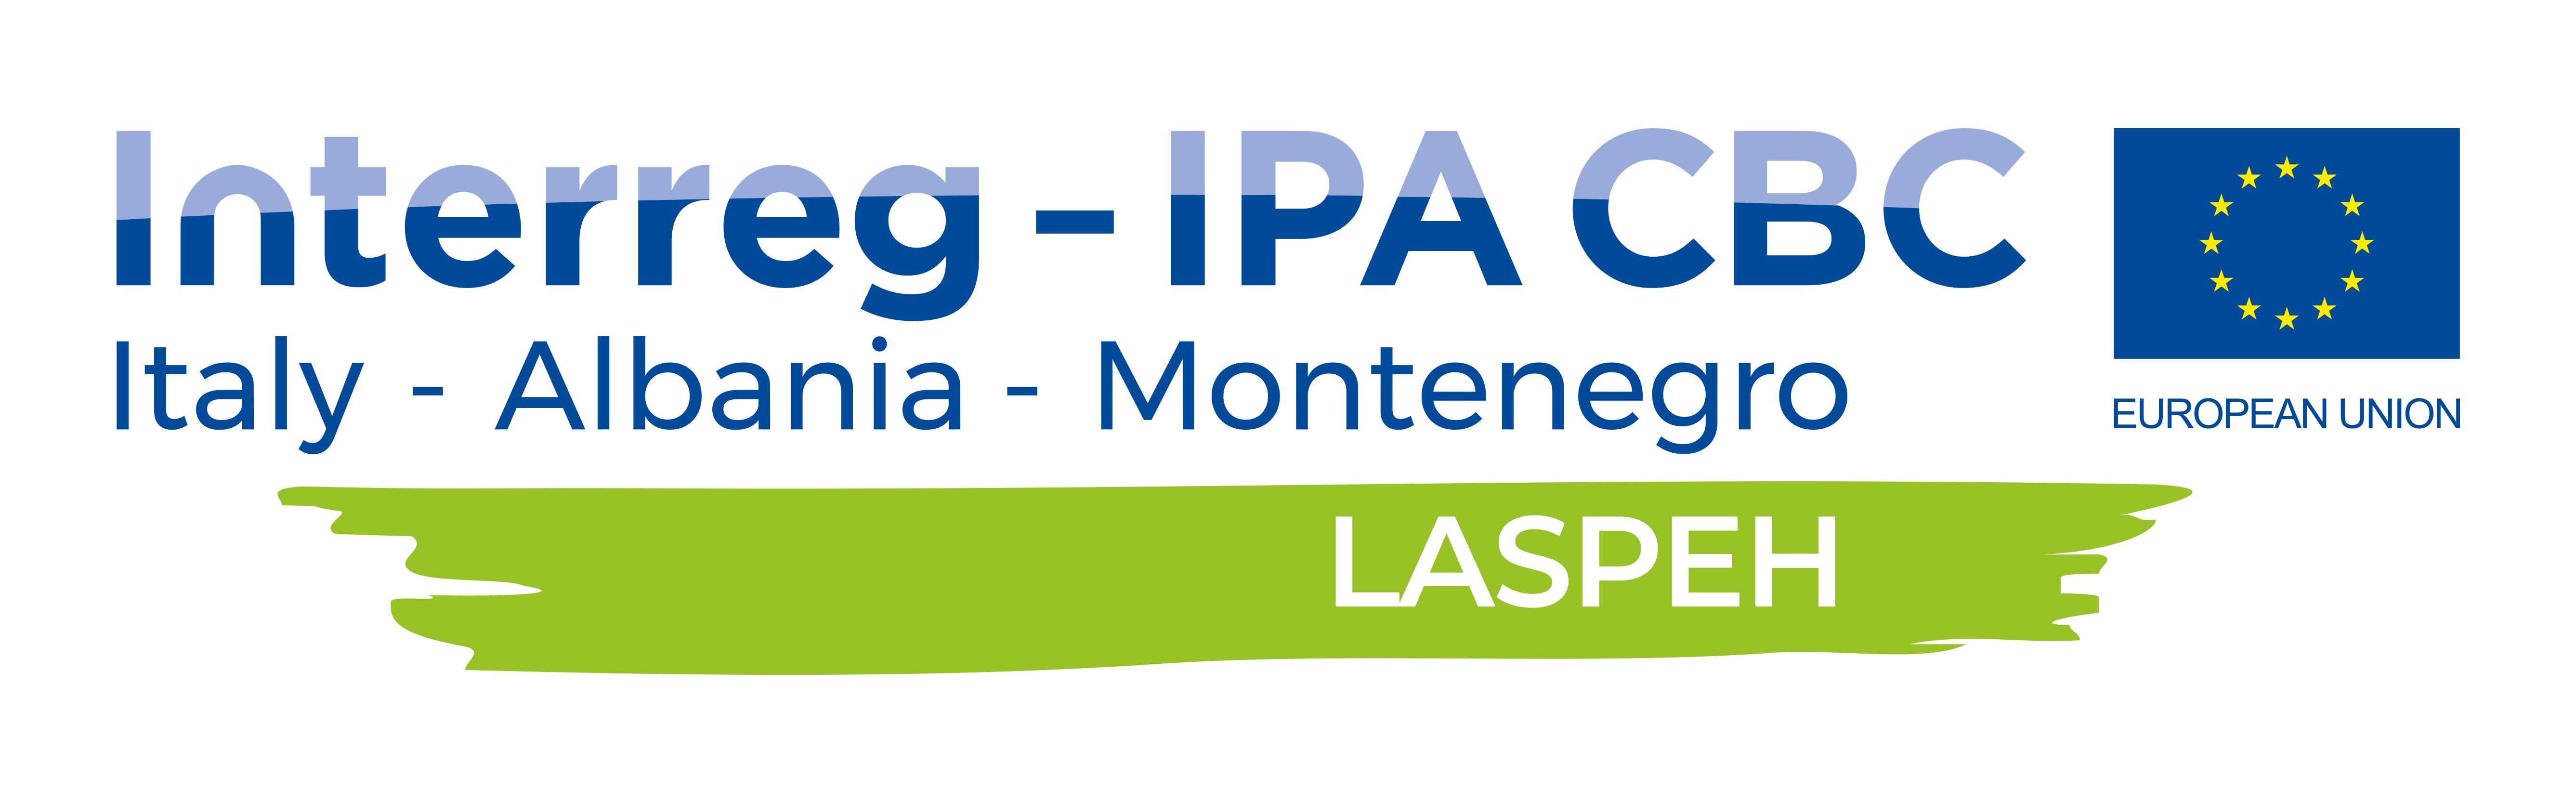 Interreg - IPA CBC
Italy - Albania - Montenegro
EUROPEAN UNION
LASPEH